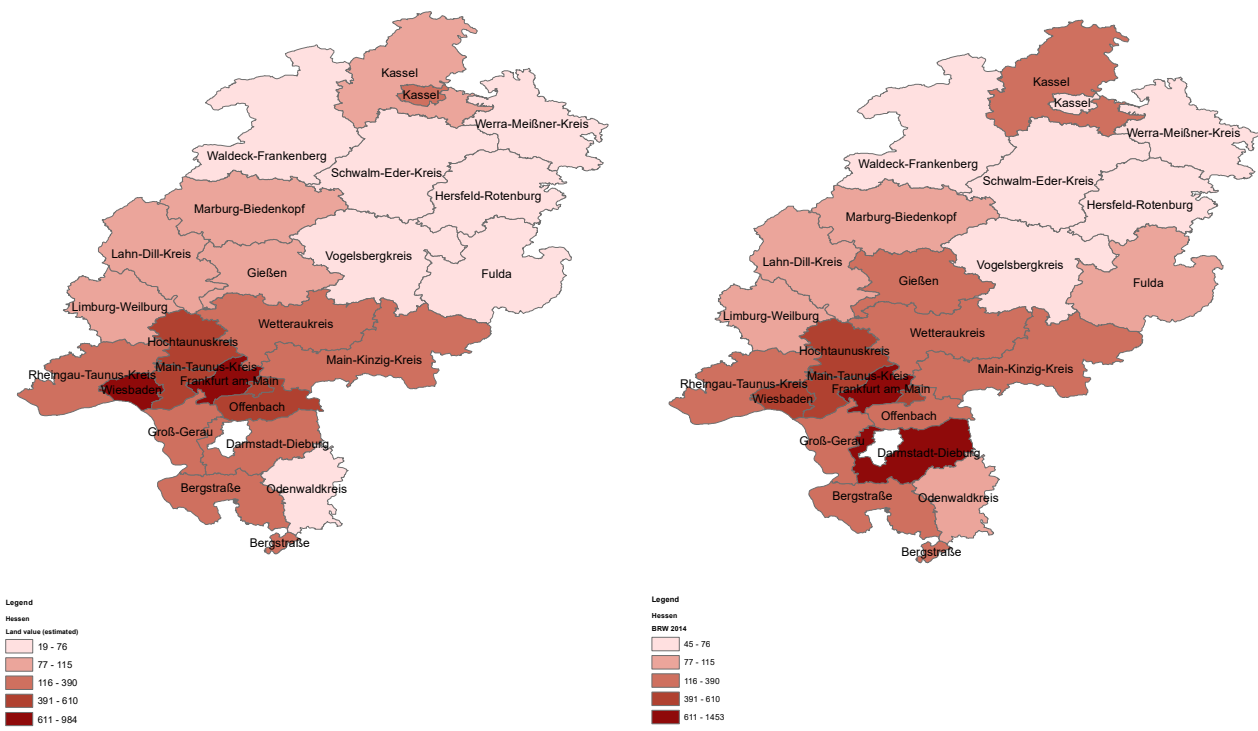 Kassel
Kassel
Werra-Meißner-Kreis
Waldeck-Frankenberg
Schwalm-Eder-Kreis
Hersfeld-Rotenburg
Marburg-Biedenkopf
Lahn-Dill-Kreis
Vogelsbergkreis
Gießen
Fulda
Limburg-Weilburg
Wetteraukreis
Hochtaunuskreis
Main-Kinzig-Kreis
Main-Taunus-Kreis
Rheingau-Taunus-Kreis
Frankfurt am Main
Wiesbaden
Offenbach
Groß-Gerau
Darmstadt-Dieburg
Bergstraße
Odenwaldkreis
Bergstraße
Legend
Hessen
Land value (estimated)
19 - 76
77 - 115
116 - 390
391 - 610
611 - 984
Kassel
Kassel
Werra-Meißner-Kreis
Waldeck-Frankenberg
Schwalm-Eder-Kreis
Hersfeld-Rotenburg
Marburg-Biedenkopf
Lahn-Dill-Kreis
Vogelsbergkreis
Gießen
Fulda
Limburg-Weilburg
Wetteraukreis
Hochtaunuskreis
Main-Kinzig-Kreis
Main-Taunus-Kreis
Rheingau-Taunus-Kreis
Frankfurt am Main
Wiesbaden
Offenbach
Groß-Gerau
Darmstadt-Dieburg
Bergstraße
Odenwaldkreis
Bergstraße
Legend
Hessen
BRW 2014
45 - 76
77 - 115
116 - 390
391 - 610
611 - 1453